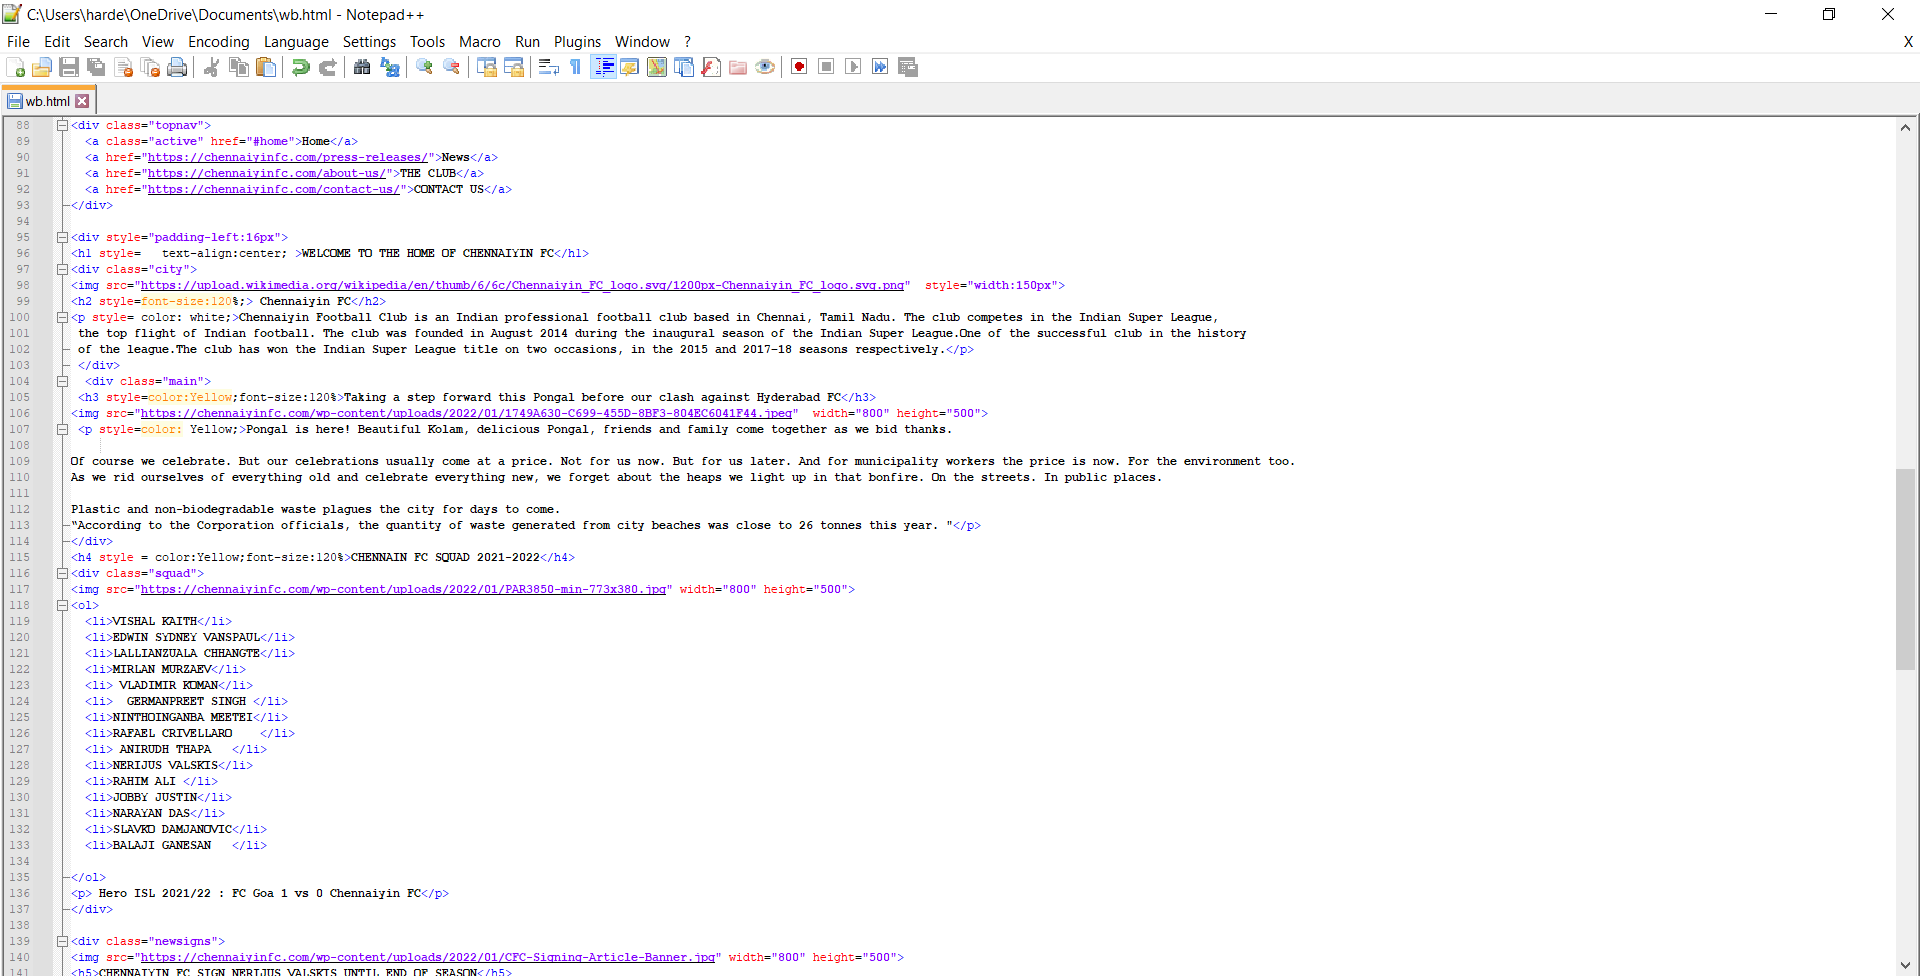 C:\Users\harde\OneDrive\Documents\wb.html - Notepad++
File Edit Search View Encoding Language Settings Tools Macro Run Plugins Window ? X
wb.html
88 <div class="topnav">
89 <a class="active" href="#home">Home</a>
90 <a href="https://chennaiyinfc.com/press-releases/">News</a>
91 <a href="https://chennaiyinfc.com/about-us/">THE CLUB</a>
92 <a href="https://chennaiyinfc.com/contact-us/">CONTACT US</a>
93 </div>
94
95 <div style="padding-left:16px">
96 <h1 style=   text-align:center; >WELCOME TO THE HOME OF CHENNAIYIN FC</h1>
97 <div class="city">
98 <img src="https://upload.wikimedia.org/wikipedia/en/thumb/6/6c/Chennaiyin_FC_logo.svg/1200px-Chennaiyin_FC_logo.svg.png"  style="width:150px">
99 <h2 style=font-size:120%;> Chennaiyin FC</h2>
100 <p style= color: white;>Chennaiyin Football Club is an Indian professional football club based in Chennai, Tamil Nadu. The club competes in the Indian Super League,
101 the top flight of Indian football. The club was founded in August 2014 during the inaugural season of the Indian Super League.One of the successful club in the history
102 of the league.The club has won the Indian Super League title on two occasions, in the 2015 and 2017-18 seasons respectively.</p>
103 </div>
104 <div class="main">
105 <h3 style=color:Yellow;font-size:120%>Taking a step forward this Pongal before our clash against Hyderabad FC</h3>
106 <img src="https://chennaiyinfc.com/wp-content/uploads/2022/01/1749A630-C699-455D-8BF3-804EC6041F44.jpeg"  width="800" height="500">
107 <p style=color: Yellow;>Pongal is here! Beautiful Kolam, delicious Pongal, friends and family come together as we bid thanks.
108
109 Of course we celebrate. But our celebrations usually come at a price. Not for us now. But for us later. And for municipality workers the price is now. For the environment too.
110 As we rid ourselves of everything old and celebrate everything new, we forget about the heaps we light up in that bonfire. On the streets. In public places.
111
112 Plastic and non-biodegradable waste plagues the city for days to come.
113 “According to the Corporation officials, the quantity of waste generated from city beaches was close to 26 tonnes this year. "</p>
114 </div>
115 <h4 style = color:Yellow;font-size:120%>CHENNAIN FC SQUAD 2021-2022</h4>
116 <div class="squad">
117 <img src="https://chennaiyinfc.com/wp-content/uploads/2022/01/PAR3850-min-773x380.jpg" width="800" height="500">
118 <ol>
119 <li>VISHAL KAITH</li>
120 <li>EDWIN SYDNEY VANSPAUL</li>
121 <li>LALLIANZUALA CHHANGTE</li>
122 <li>MIRLAN MURZAEV</li>
123 <li> VLADIMIR KOMAN</li>
124 <li>  GERMANPREET SINGH </li>
125 <li>NINTHOINGANBA MEETEI</li>
126 <li>RAFAEL CRIVELLARO    </li>
127 <li> ANIRUDH THAPA   </li>
128 <li>NERIJUS VALSKIS</li>
129 <li>RAHIM ALI </li>
130 <li>JOBBY JUSTIN</li>
131 <li>NARAYAN DAS</li>
132 <li>SLAVKO DAMJANOVIC</li>
133 <li>BALAJI GANESAN   </li>
134
135 </ol>
136 <p> Hero ISL 2021/22 : FC Goa 1 vs 0 Chennaiyin FC</p>
137 </div>
138
139 <div class="newsigns">
140 <img src="https://chennaiyinfc.com/wp-content/uploads/2022/01/CFC-Signing-Article-Banner.jpg" width="800" height="500">
141 <h5>CHENNAIYIN FC SIGN NERIJUS VALSKIS UNTIL END OF SEASON</h5>